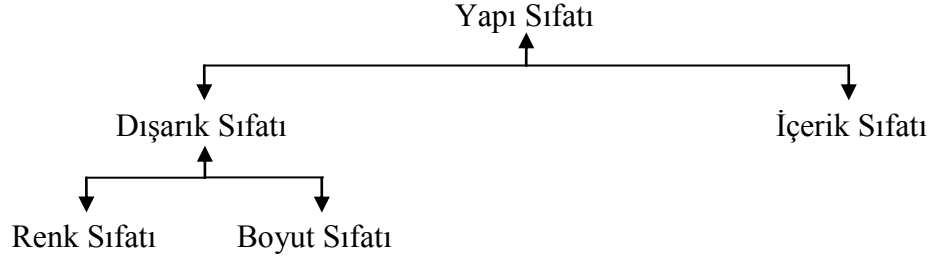 Yapı Sıfatı
Dışarık Sıfatı İçerik Sıfatı
Renk Sıfatı Boyut Sıfatı